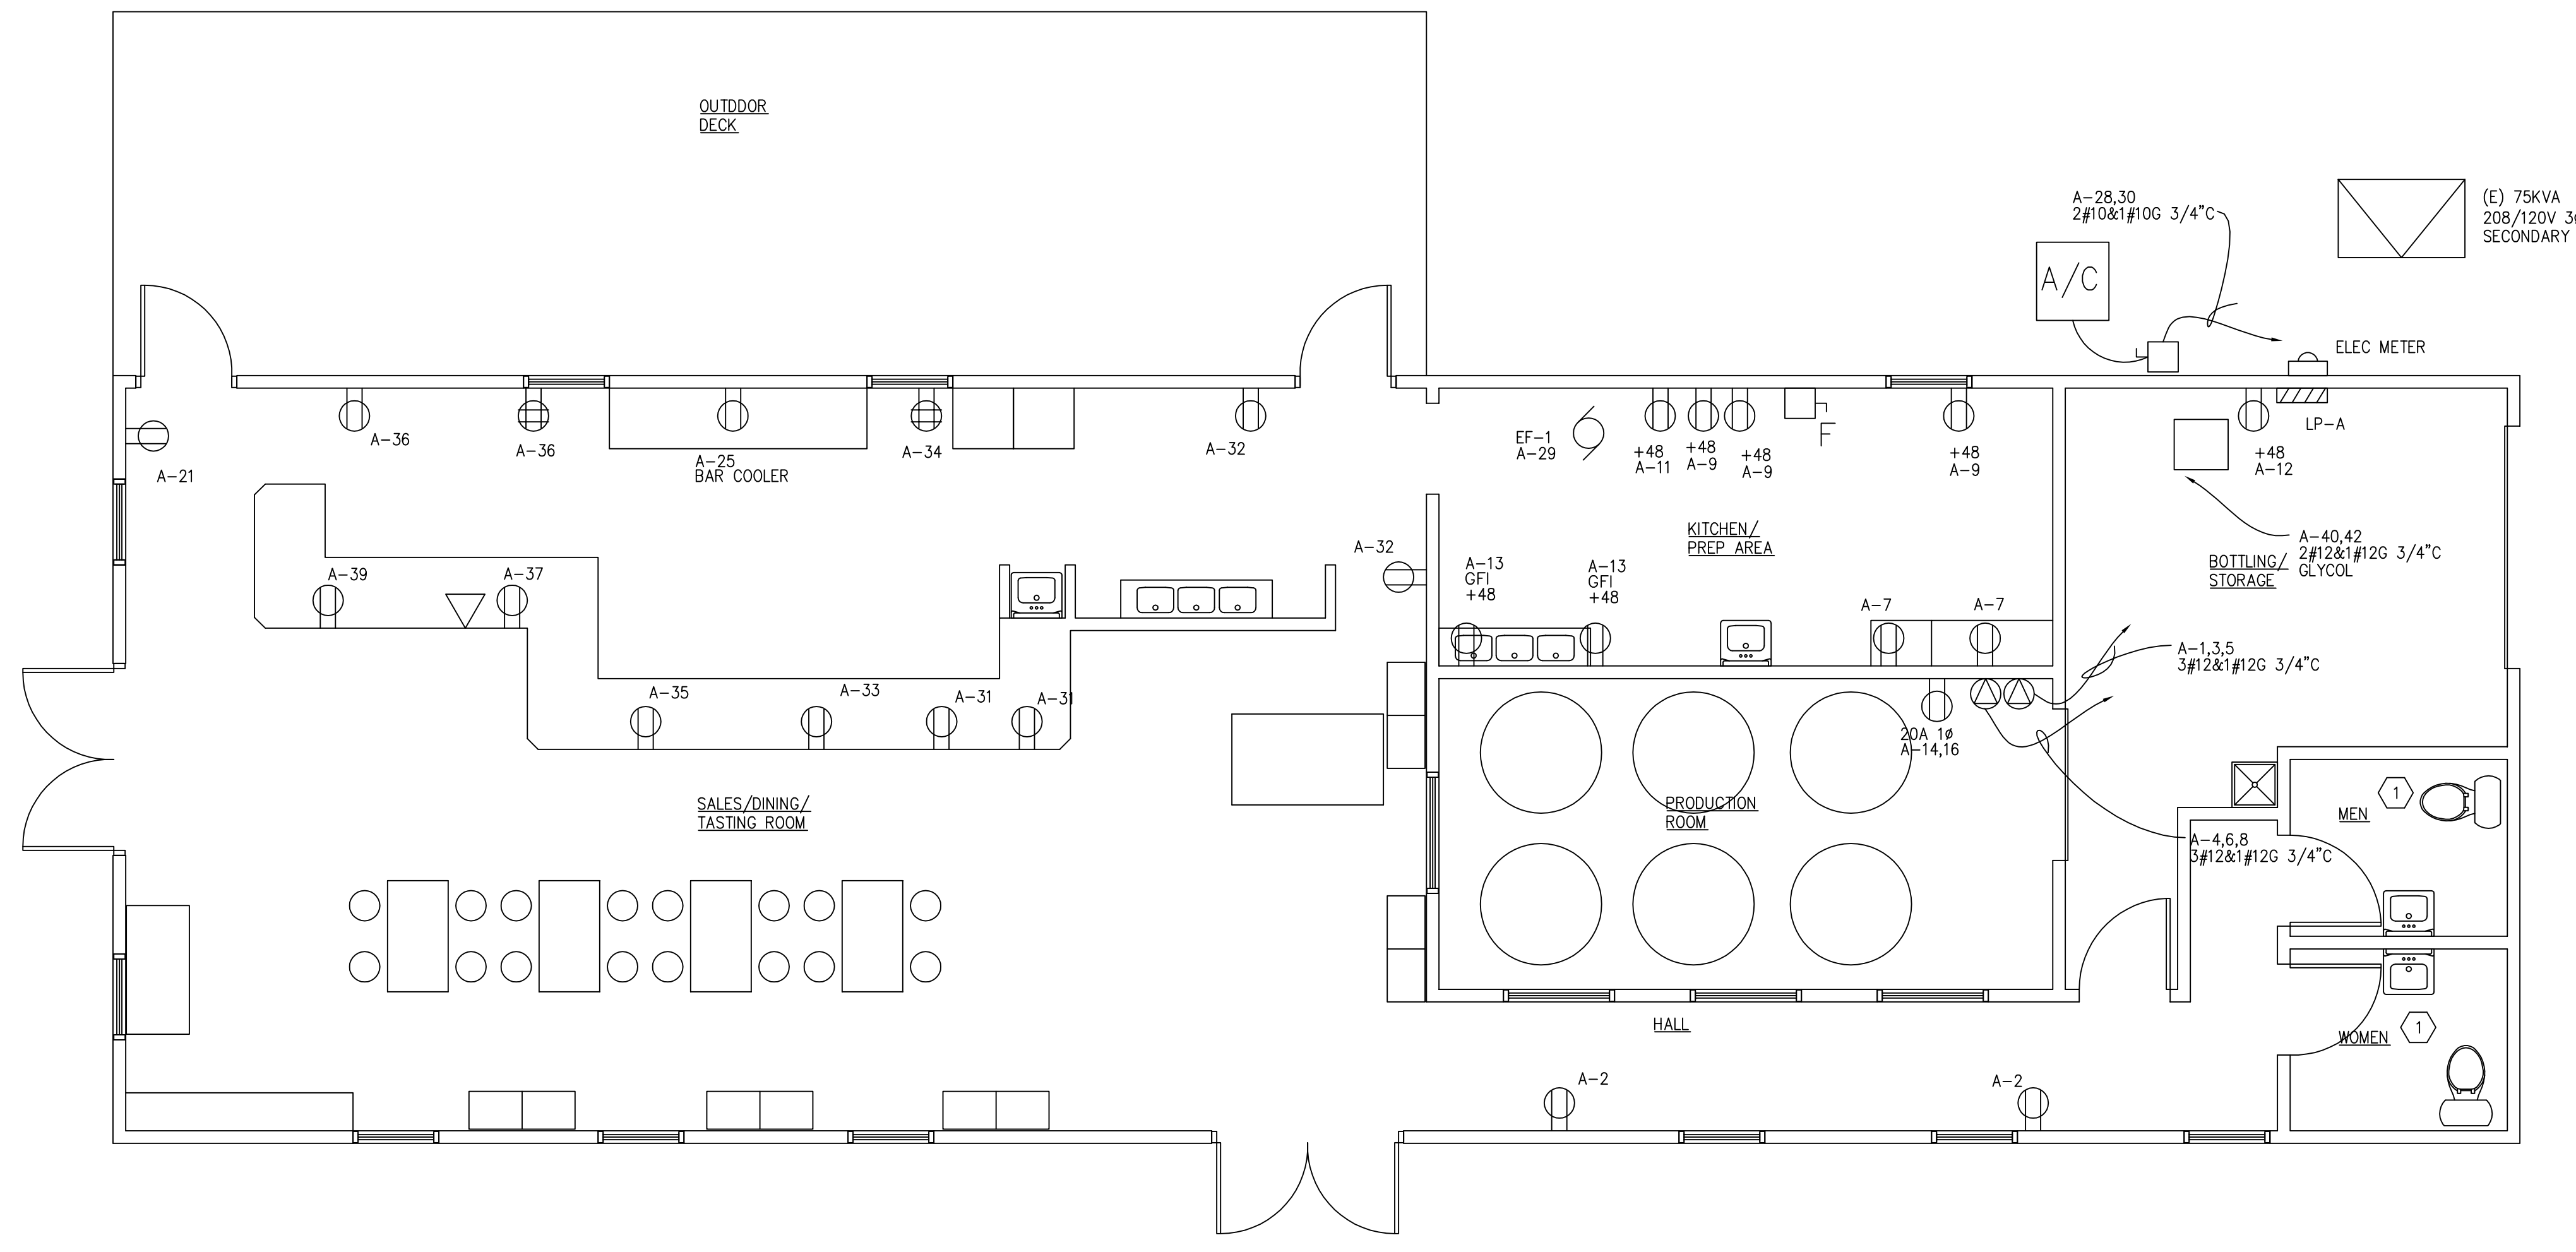 OUTDDOR
DECK
A-28,30
2#10&1#10G 3/4"C
(E) 75KVA
208/120V
SECONDARY
A/C
ELEC METER
A-36
A-36
A-25
BAR COOLER
A-34
A-32
A-21
EF-1
A-29
+48
A-11
+48
A-9
+48
A-9
F
+48
A-9
LP-A
+48
A-12
A-39
A-37
A-32
A-13
GFI
+48
A-13
GFI
+48
KITCHEN/
PREP AREA
A-7
A-7
BOTTLING/
STORAGE
A-40,42
2#12&1#12G 3/4"C
GLYCOL
A-1,3,5
3#12&1#12G 3/4"C
A-35
A-33
A-31
A-31
20A 1ø
A-14,16
SALES/DINING/
TASTING ROOM
PRODUCTION
ROOM
MEN
1
A-4,6,8
3#12&1#12G 3/4"C
HALL
WOMEN
1
A-2
A-2